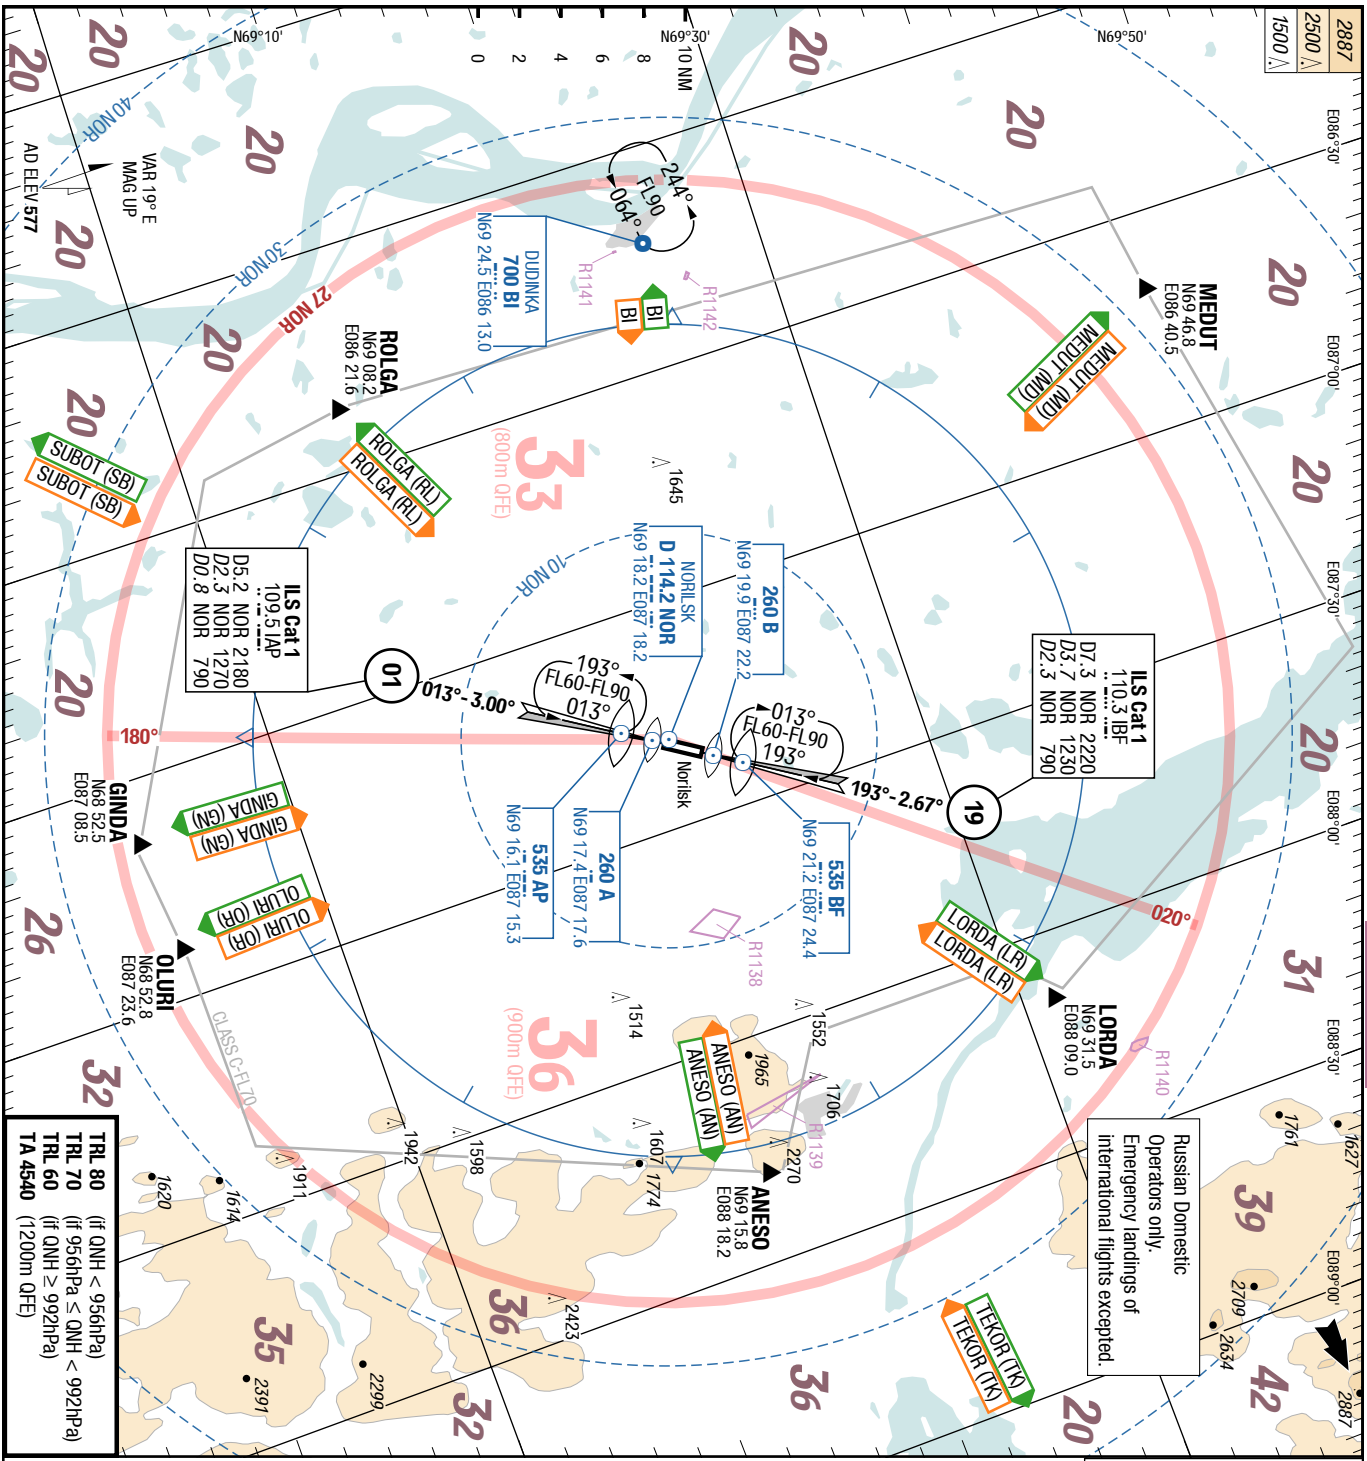 2887
2500
1500
N69°10'
N69°30'
N69°50'
0
2
4
6
8
10 NM
E086°30'
E087°00'
E087°30'
E088°00'
E088°30'
E089°00'
VAR 19° E
MAG UP
AD ELEV 577
20
20
20
20
20
20
20
20
20
20
20
20
20
20
26
31
32
39
36
35
32
36
42
33
(800m QFE)
36
(900m QFE)
40 NOR
30 NOR
27 NOR
10 NOR
244°
FL90
064°
DUDINKA
700 BI
N69 24.5 E086 13.0
R1141
R1142
BI
BI
MEDUT
N69 46.8
E086 40.5
MEDUT (MD)
MEDUT (MD)
ROLGA
N69 08.2
E086 21.6
ROLGA (RL)
ROLGA (RL)
SUBOT (SB)
SUBOT (SB)
1645
NORILSK
D 114.2 NOR
N69 18.2 E087 18.2
260 B
N69 19.9 E087 22.2
ILS Cat 1
109.5 IAP
D5.2 NOR 2180
D2.3 NOR 1270
D0.8 NOR 790
ILS Cat 1
110.3 IBF
D7.3 NOR 2220
D3.7 NOR 1230
D2.3 NOR 790
01
013°- 3.00°
193°
FL60-FL90
013°
013°
FL60-FL90
193°
193°- 2.67°
19
Norilsk
180°
020°
GINDA
N68 52.5
E087 08.5
GINDA (GN)
GINDA (GN)
OLURI
N68 52.8
E087 23.6
OLURI (OR)
OLURI (OR)
535 AP
N69 16.1 E087 15.3
260 A
N69 17.4 E087 17.6
535 BF
N69 21.2 E087 24.4
R1138
LORDA (LR)
LORDA (LR)
LORDA
N69 31.5
E088 09.0
R1140
CLASS C-FL70
1514
1552
1965
1706
R1139
ANESO (AN)
ANESO (AN)
ANESO
N69 15.8
E088 18.2
2270
1607
1774
1598
1942
1911
1614
1620
2423
2299
2391
1761
1627
2709
2634
2887
TEKOR (TK)
TEKOR (TK)
Russian Domestic
Operators only.
Emergency landings of
international flights excepted.
TRL 80 (if QNH < 956hPa)
TRL 70 (if 956hPa ≤ QNH < 992hPa)
TRL 60 (if QNH ≥ 992hPa)
TA 4540 (1200m QFE)